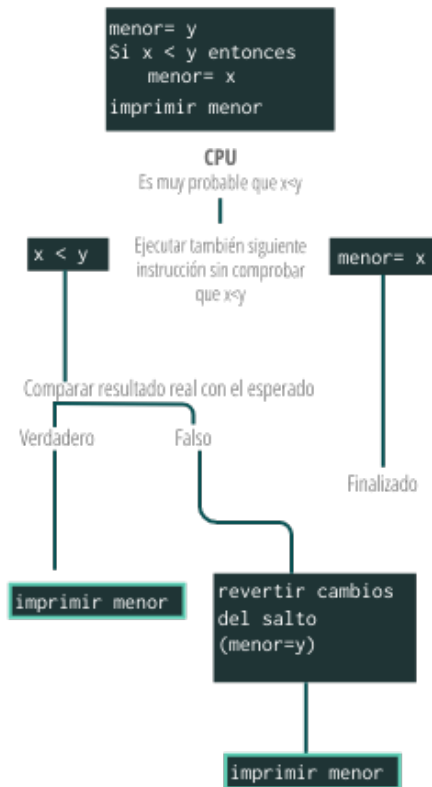 menor= y
Si x < y entonces
menor= x
imprimir menor
CPU
Es muy probable que x<y
x < y
Ejecutar también siguiente
instrucción sin comprobar
que x<y
menor= x
Comparar resultado real con el esperado
Verdadero
Falso
Finalizado
imprimir menor
revertir cambios
del salto
(menor=y)
imprimir menor